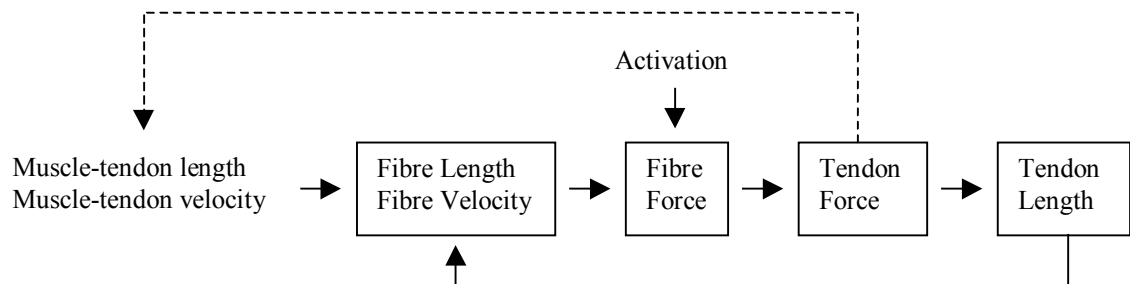 Activation
Muscle-tendon length
Muscle-tendon velocity
Fibre Length
Fibre Velocity
Fibre
Force
Tendon
Force
Tendon
Length